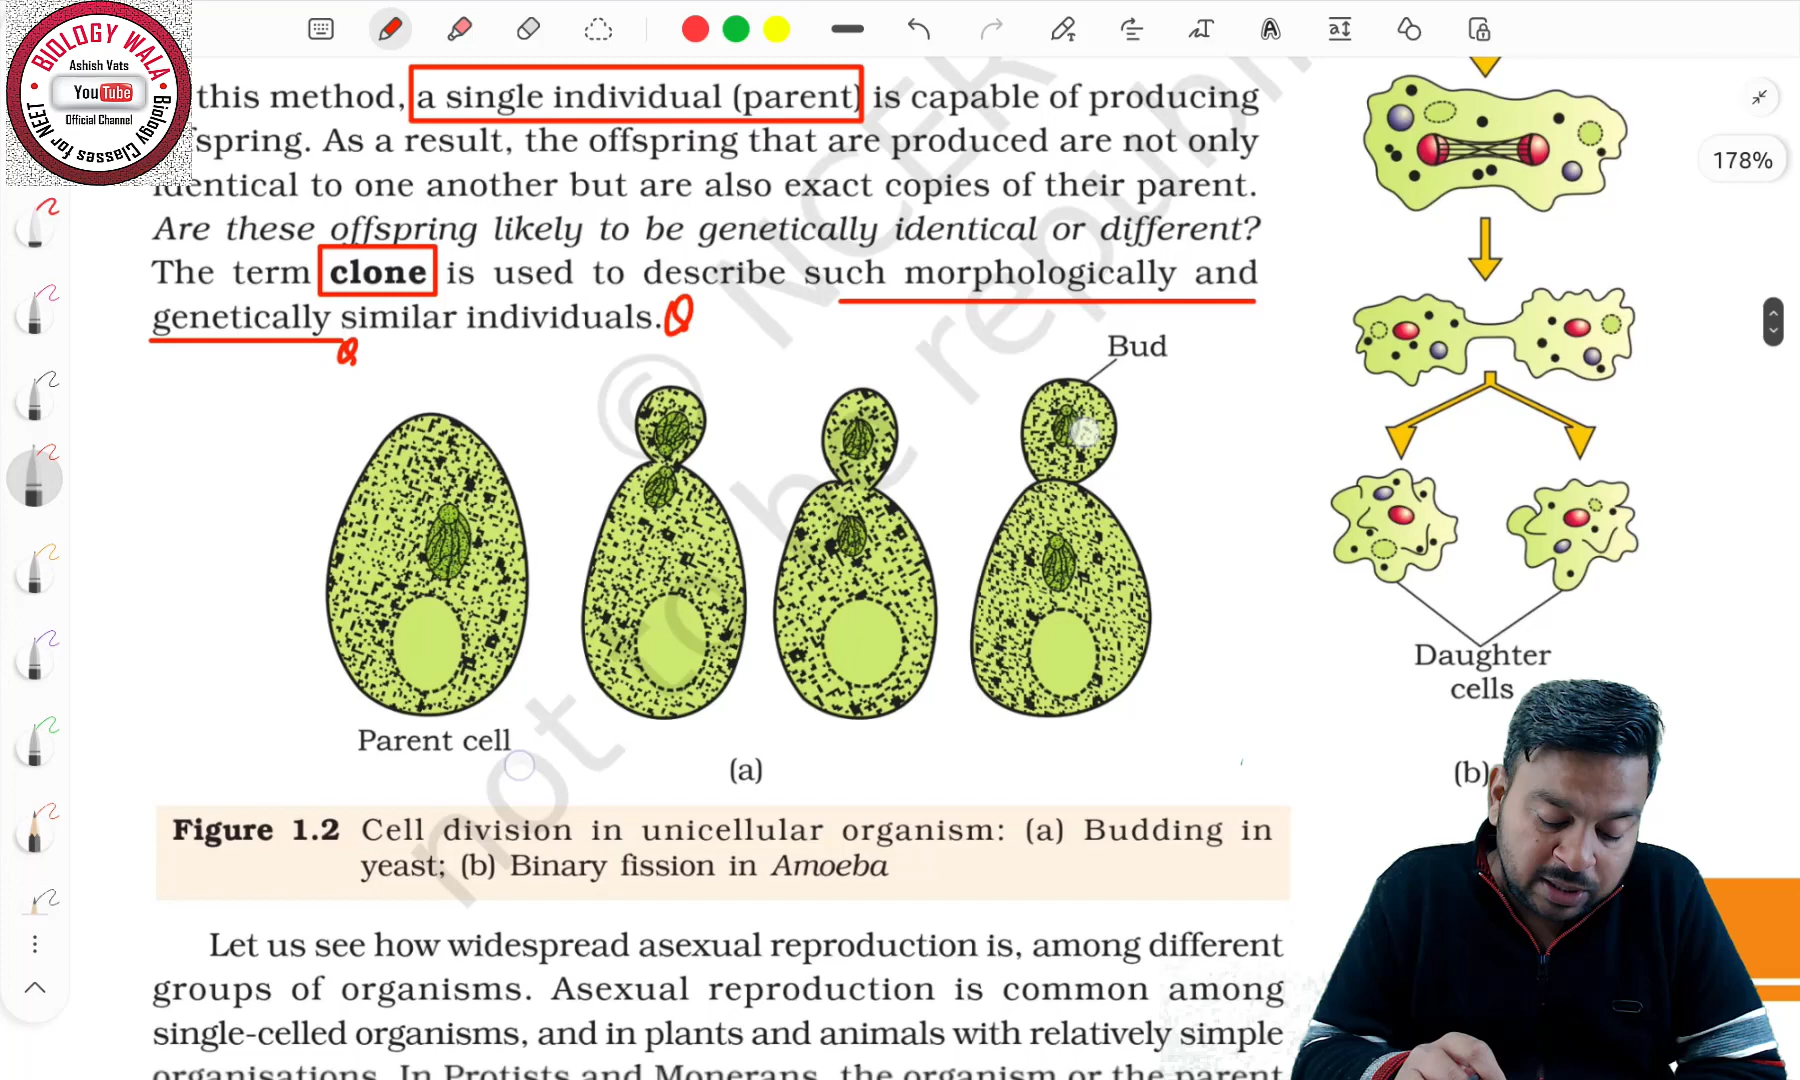 BIOLOGY WALA
Ashish Vats
YouTube
Official Channel
Biology Classes for NEET
178%
this method, a single individual (parent) is capable of producing
spring. As a result, the offspring that are produced are not only
identical to one another but are also exact copies of their parent.
Are these offspring likely to be genetically identical or different?
The term clone is used to describe such morphologically and
genetically similar individuals.
Bud
Parent cell
(a)
Daughter
cells
(b)
Figure 1.2 Cell division in unicellular organism: (a) Budding in
yeast; (b) Binary fission in Amoeba
Let us see how widespread asexual reproduction is, among different
groups of organisms. Asexual reproduction is common among
single-celled organisms, and in plants and animals with relatively simple
organisations. In Protists and Monerans, the organism or the parent
© NCER
not to be republi